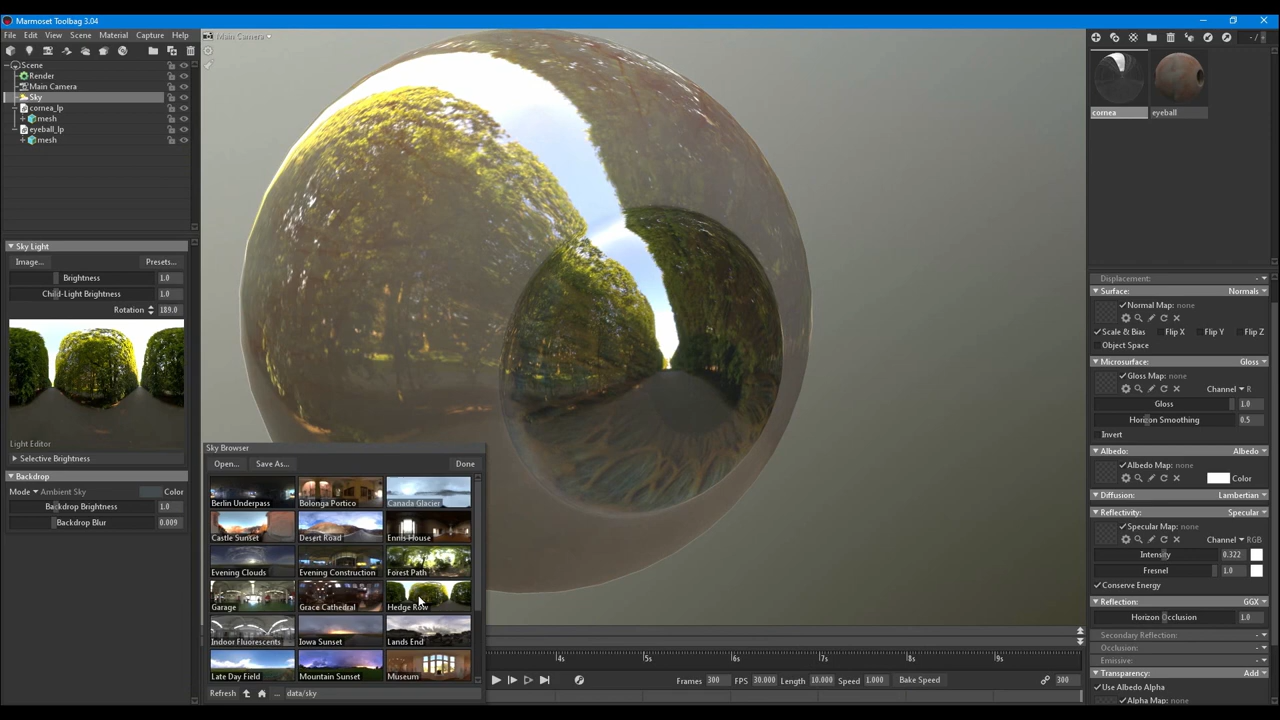 Marmoset Toolbag 3.04
File Edit View Scene Material Capture Help
Main Camera
Scene
Render
Main Camera
Sky
cornea_lp
mesh
eyeball_lp
mesh
Sky Light
Image... Presets...
Brightness 1.0
Child-Light Brightness 1.0
Rotation 189.0
Light Editor
Selective Brightness
Backdrop
Mode Ambient Sky Color
Backdrop Brightness 1.0
Backdrop Blur 0.009
Sky Browser
Open... Save As... Done
Berlin Underpass Bolonga Portico Canada Glacier
Castle Sunset Desert Road Ennis House
Evening Clouds Evening Construction Forest Path
Garage Grace Cathedral Hedge Row
Indoor Fluorescents Iowa Sunset Lands End
Late Day Field Mountain Sunset Museum
Refresh ... data/sky
4s 5s 6s 7s 8s 9s
Frames 300 FPS 30.000 Length 10.000 Speed 1.000 Bake Speed 300
- /
cornea eyeball
Displacement: -
Surface: Normals
Normal Map: none
Scale & Bias Flip X Flip Y Flip Z
Object Space
Microsurface: Gloss
Gloss Map: none
Channel R
Gloss 1.0
Horizon Smoothing 0.5
Invert
Albedo: Albedo
Albedo Map: none
Color
Diffusion: Lambertian
Reflectivity: Specular
Specular Map: none
Channel RGB
Intensity 0.322
Fresnel 1.0
Conserve Energy
Reflection: GGX
Horizon Occlusion 1.0
Secondary Reflection: -
Occlusion: -
Emissive: -
Transparency: Add
Use Albedo Alpha
Alpha Map: none